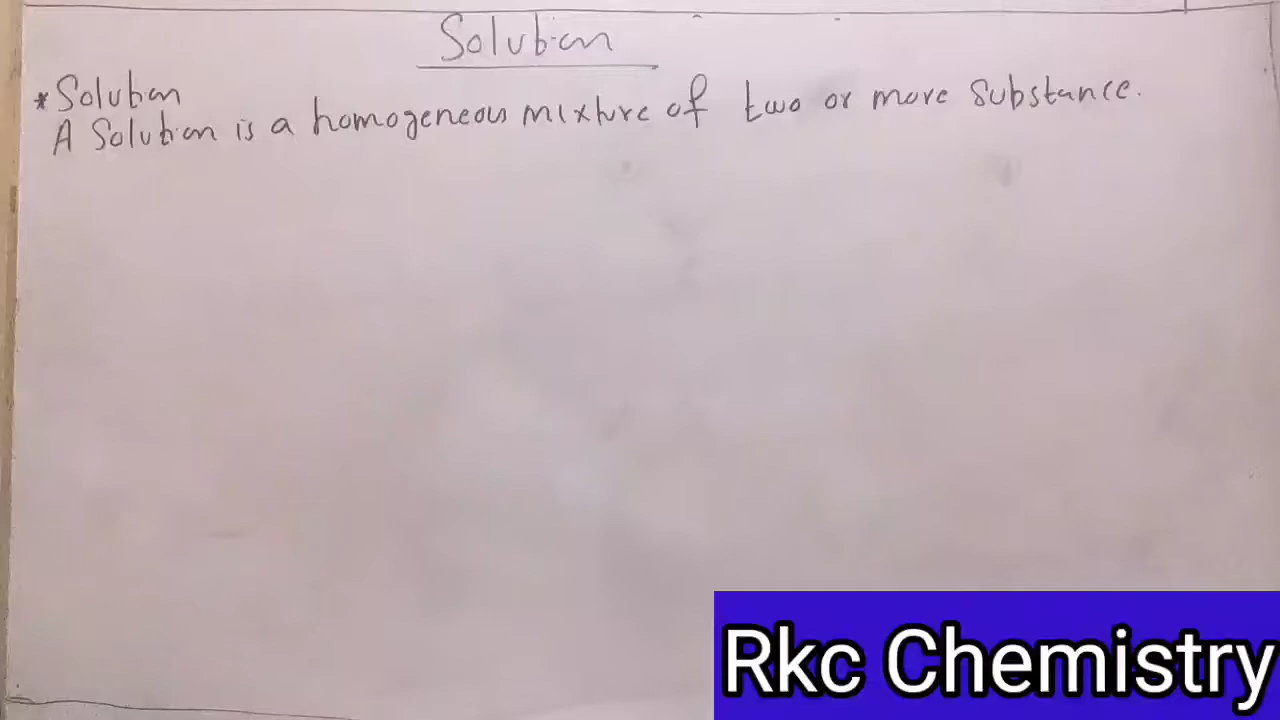 Solution
* Solution
A Solution is a homogeneous mixture of two or more substance.
Rkc Chemistry